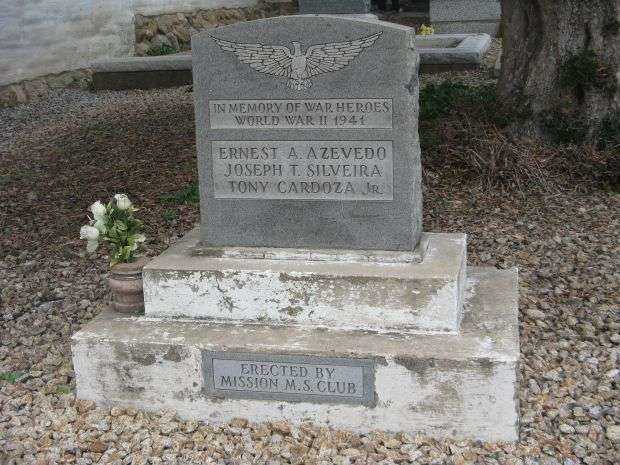 IN MEMORY OF WAR HEROES
WORLD WAR II 1941
ERNEST A. AZEVEDO
JOSEPH T. SILVEIRA
TONY CARDOZA JR.
ERECTED BY
MISSION M.S. CLUB